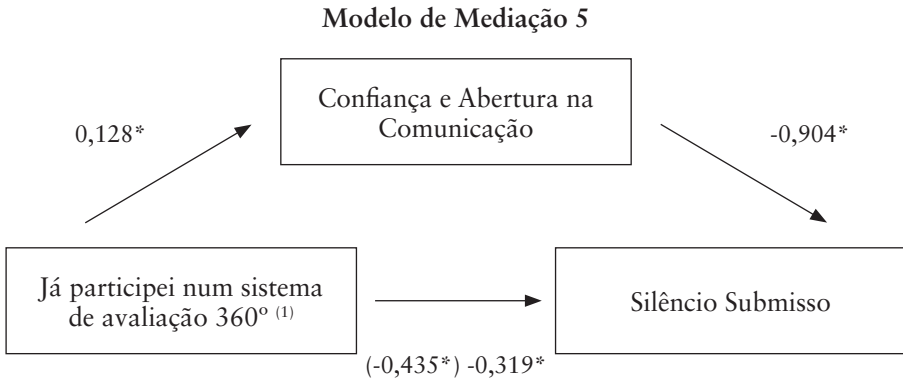 Modelo de Mediação 5
Confiança e Abertura na
Comunicação
0,128*
-0,904*
Já participei num sistema
de avaliação 360º (1)
Silêncio Submisso
(-0,435*) -0,319*